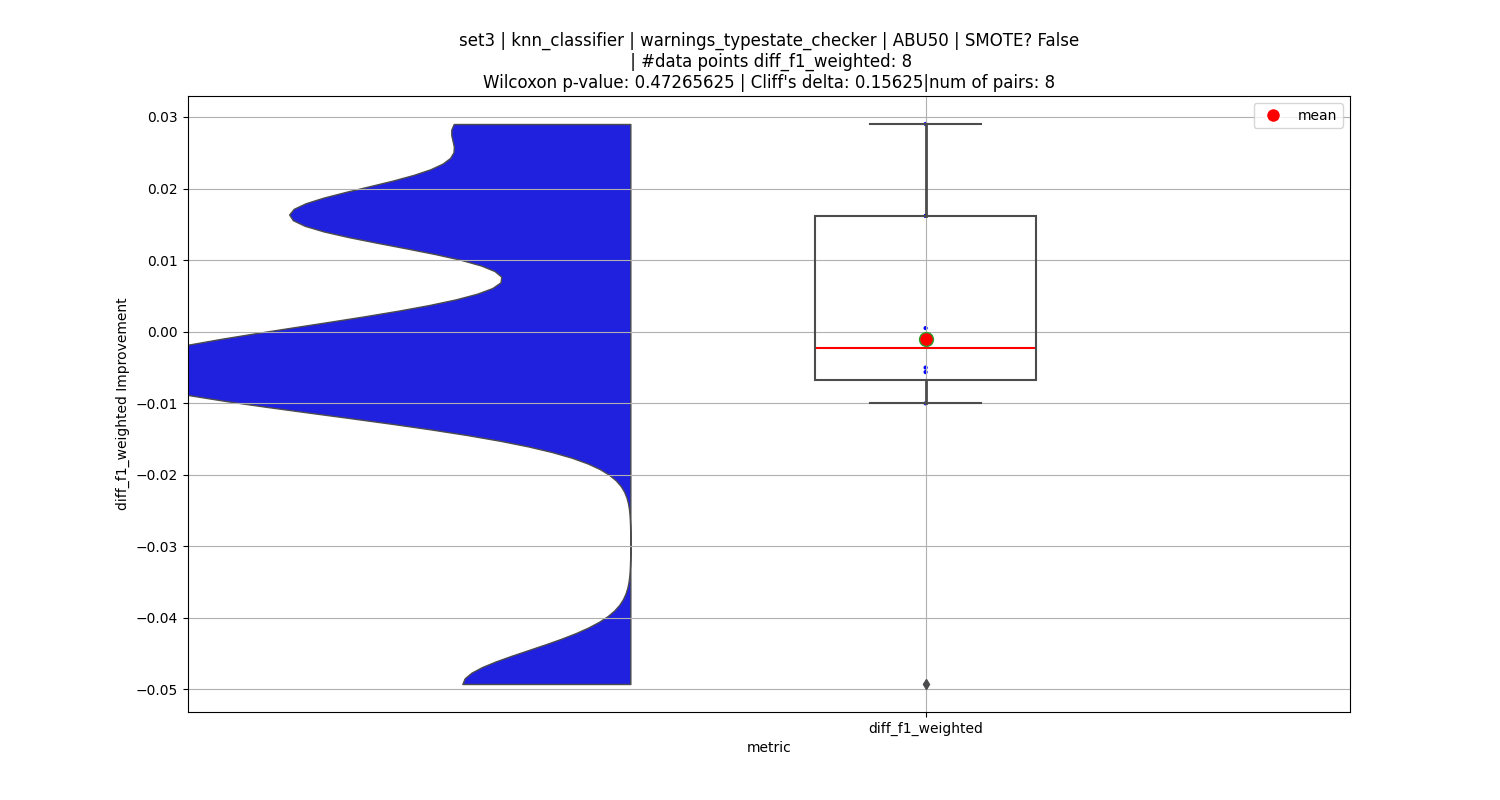 set3 | knn_classifier | warnings_typestate_checker | ABU50 | SMOTE? False
| #data points diff_f1_weighted: 8
Wilcoxon p-value: 0.47265625 | Cliff's delta: 0.15625|num of pairs: 8
mean
0.03
0.02
0.01
0.00
−0.01
−0.02
−0.03
−0.04
−0.05
diff_f1_weighted Improvement
diff_f1_weighted
metric